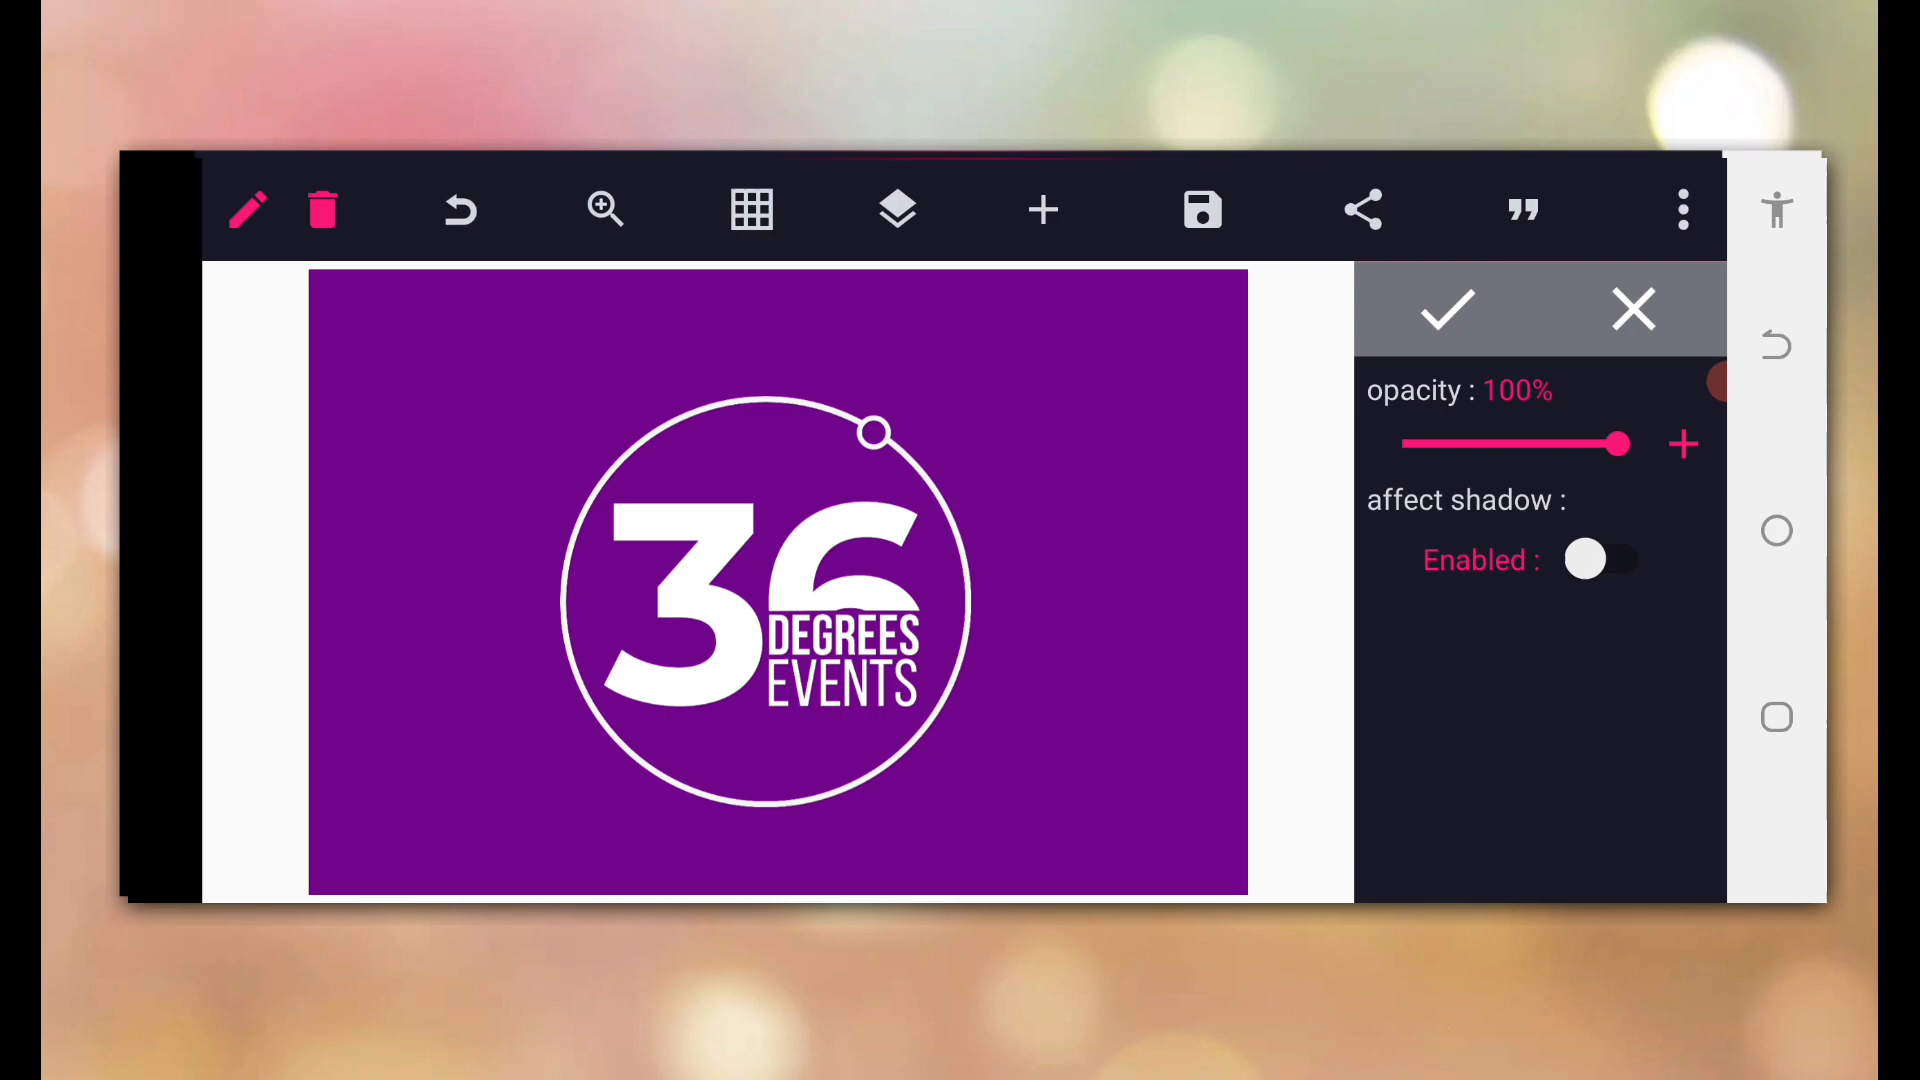 opacity : 100%
affect shadow :
Enabled :
36
DEGREES
EVENTS